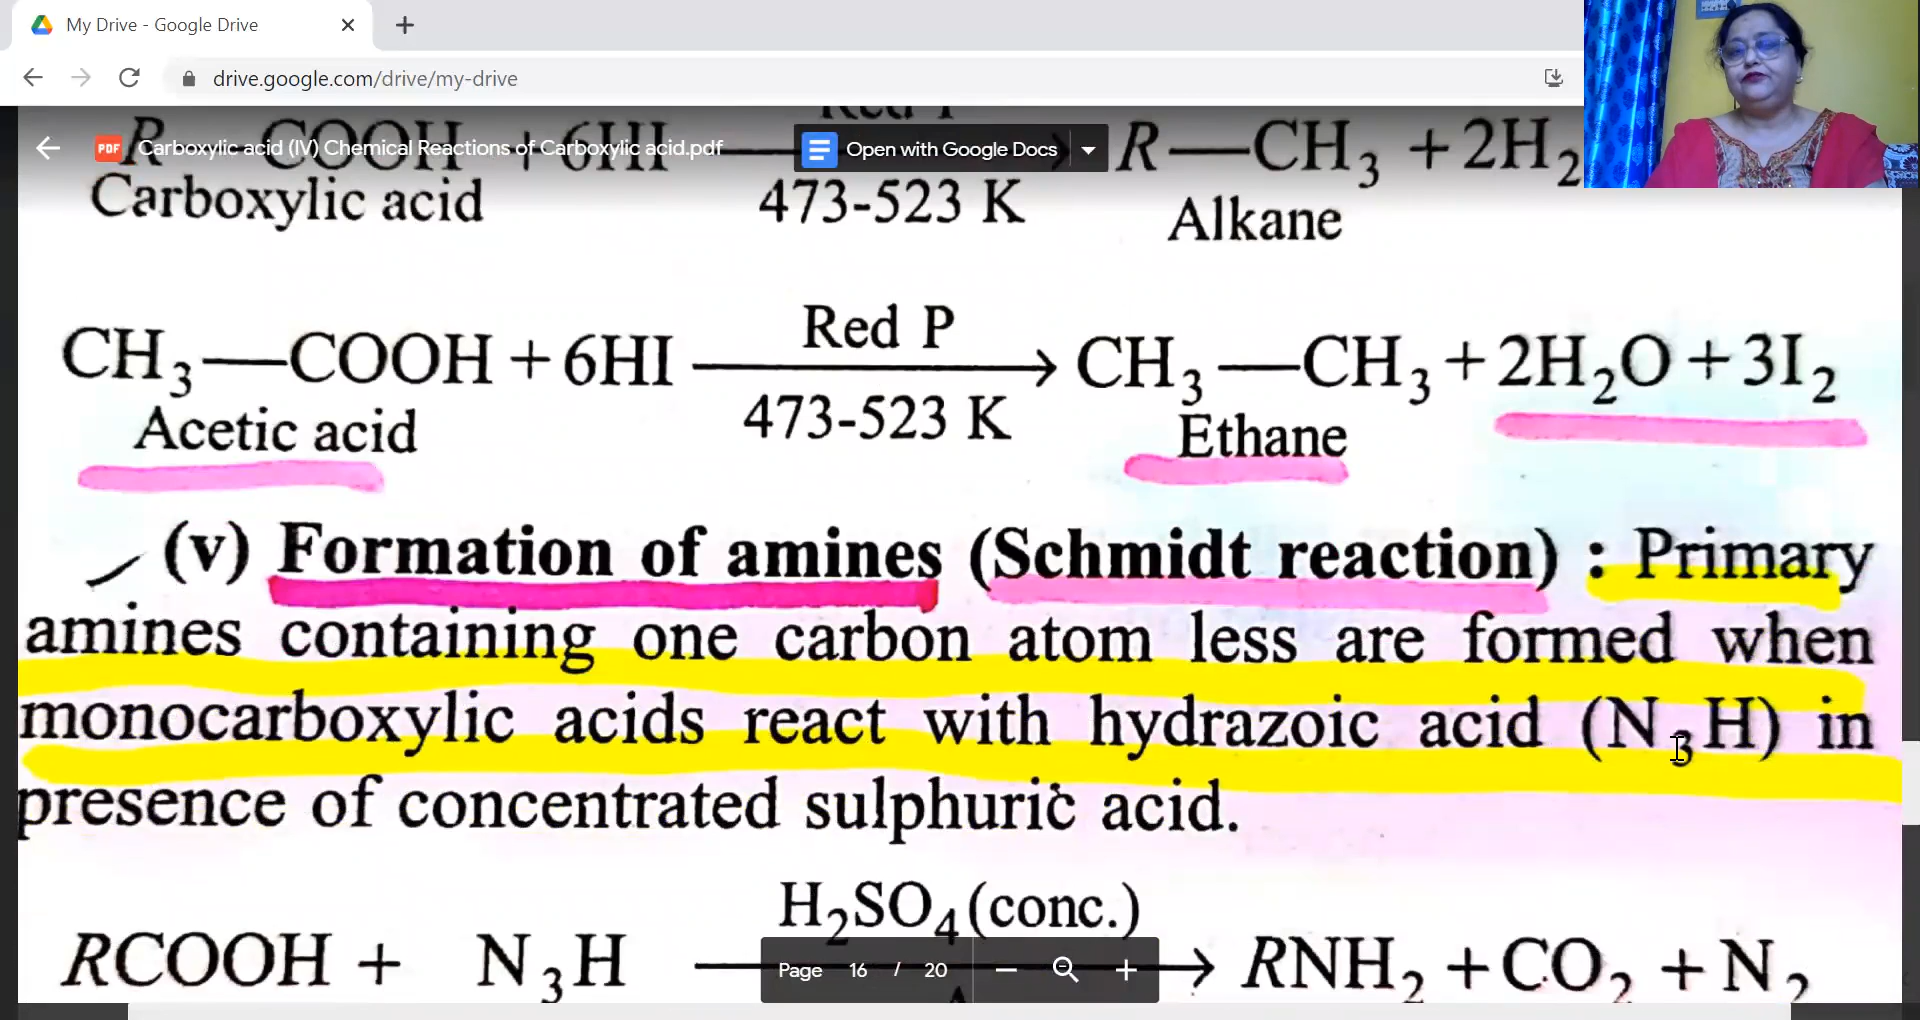 My Drive - Google Drive
drive.google.com/drive/my-drive
PDF Carboxylic acid (IV) Chemical Reactions of Carboxylic acid.pdf
Open with Google Docs
R—COOH + 6HI → R—CH₃ + 2H₂
Carboxylic acid 473-523 K Alkane
Red P
CH₃—COOH + 6HI → CH₃—CH₃ + 2H₂O + 3I₂
Acetic acid 473-523 K Ethane
(v) Formation of amines (Schmidt reaction) : Primary
amines containing one carbon atom less are formed when
monocarboxylic acids react with hydrazoic acid (N₃H) in
presence of concentrated sulphuric acid.
H₂SO₄(conc.)
RCOOH + N₃H → RNH₂ + CO₂ + N₂
Page 16 / 20